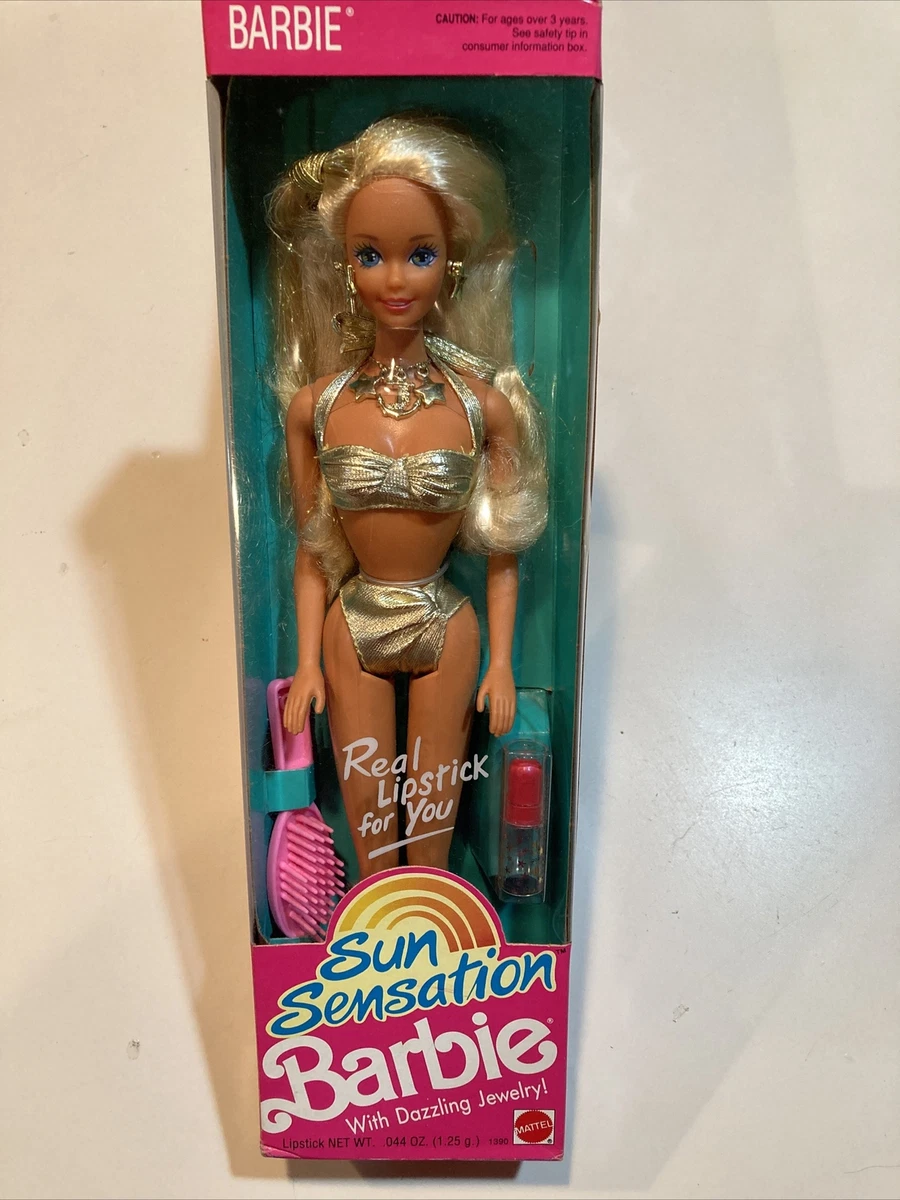 BARBIE®
CAUTION: For ages over 3 years.
See safety tip in
consumer information box.
Real
Lipstick
for You
Sun
Sensation™
Barbie®
With Dazzling Jewelry!
Lipstick NET WT. .044 OZ. (1.25 g.) 1390
MATTEL®